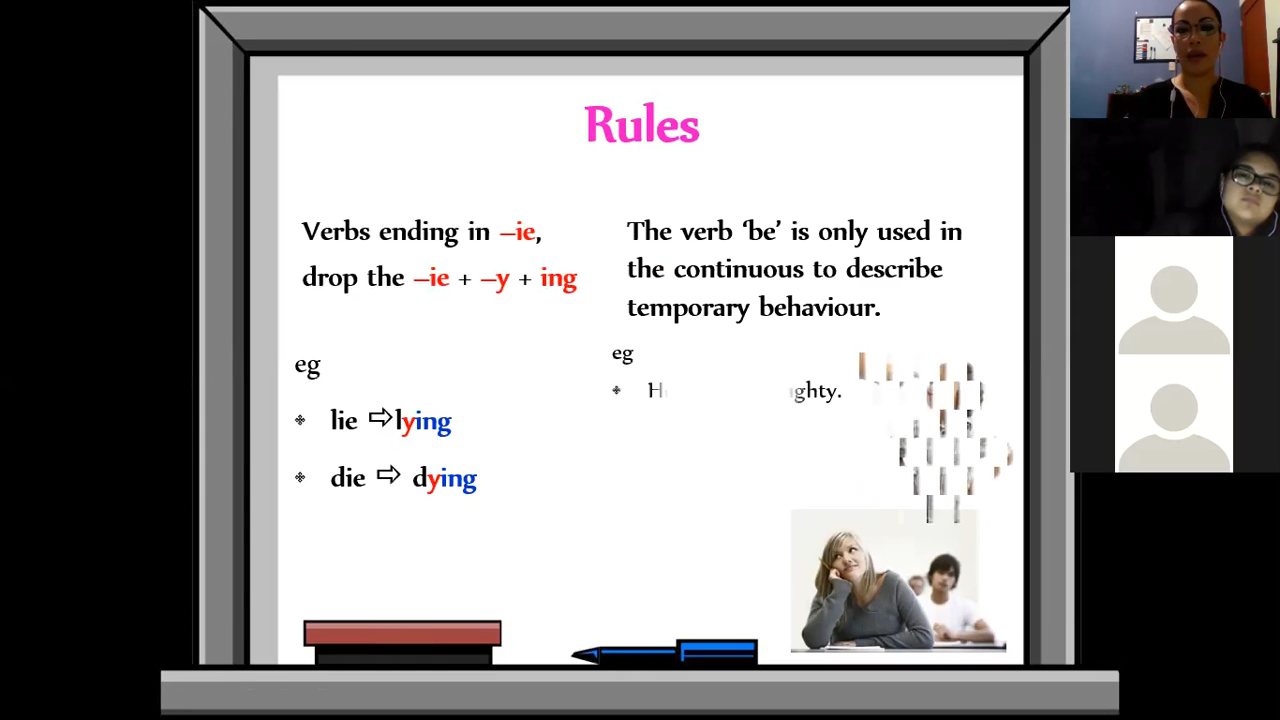 Rules
Verbs ending in –ie,
drop the –ie + –y + ing
eg
lie ⇨lying
die ⇨ dying
The verb ‘be’ is only used in
the continuous to describe
temporary behaviour.
eg